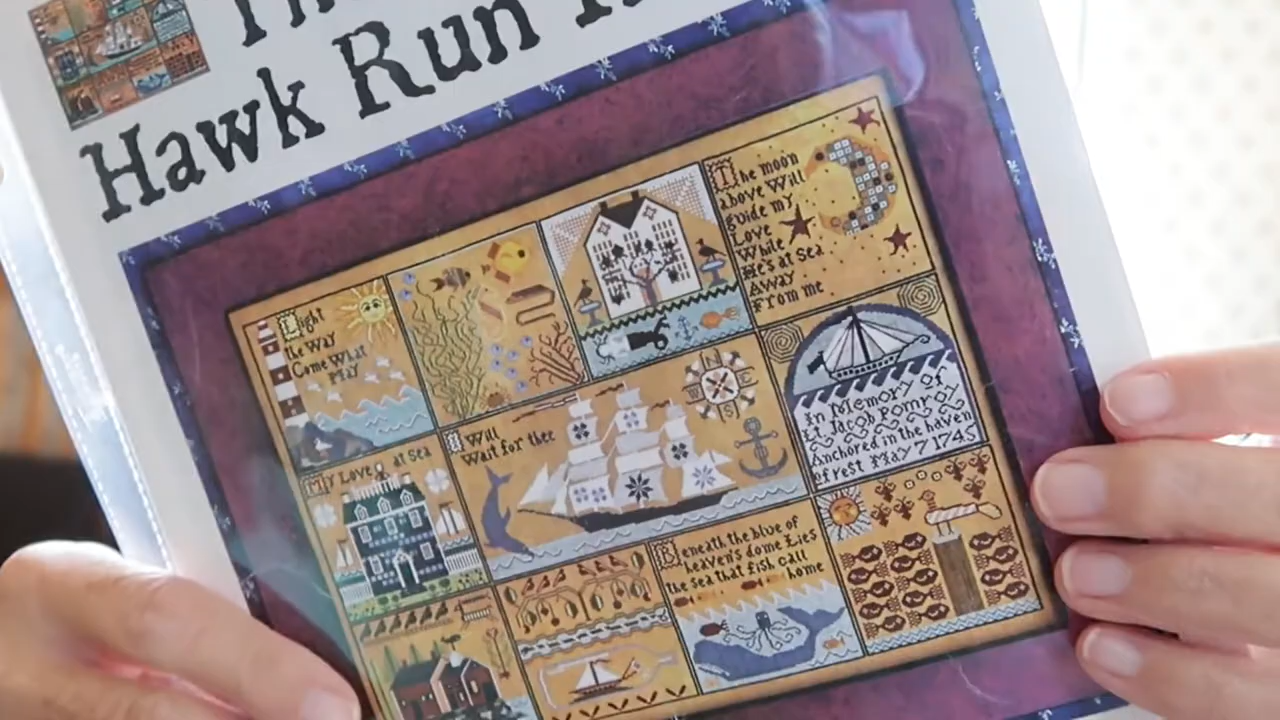 Hawk Run
Light
the Way
Come What
May
The moon
above Will
guide my
Love
While
He's at Sea
Away
From me
I Will
Wait for thee
N
W E
S
My Love is at Sea
In Memory of
Lt Jacob Pomr
Anchored in the haven
of rest May 7 1745
Beneath the blue of
heaven's dome Lies
the sea that fish call
home